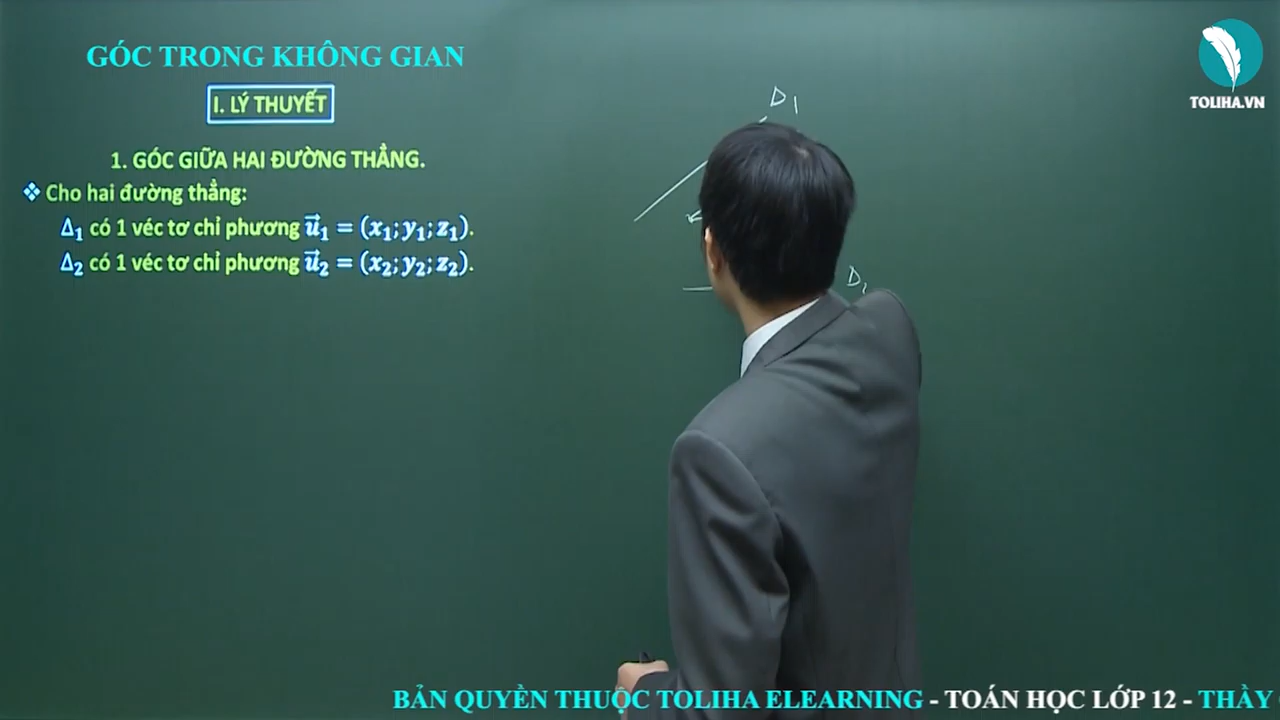 GÓC TRONG KHÔNG GIAN
I. LÝ THUYẾT
1. GÓC GIỮA HAI ĐƯỜNG THẲNG.
❖ Cho hai đường thẳng:
Δ₁ có 1 véc tơ chỉ phương u⃗₁ = (x₁; y₁; z₁).
Δ₂ có 1 véc tơ chỉ phương u⃗₂ = (x₂; y₂; z₂).
D₁
D₂
TOLIHA.VN
BẢN QUYỀN THUỘC TOLIHA ELEARNING - TOÁN HỌC LỚP 12 - THẦY